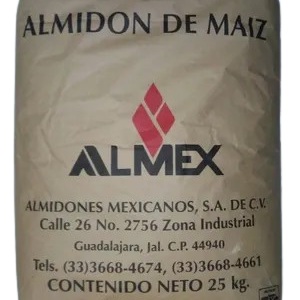 ALMIDON DE MAIZ
ALMEX
ALMIDONES MEXICANOS, S.A. DE C.V.
Calle 26 No. 2756 Zona Industrial
Guadalajara, Jal. C.P. 44940
Tels. (33)3668-4674, (33)3668-4661
CONTENIDO NETO 25 kg.